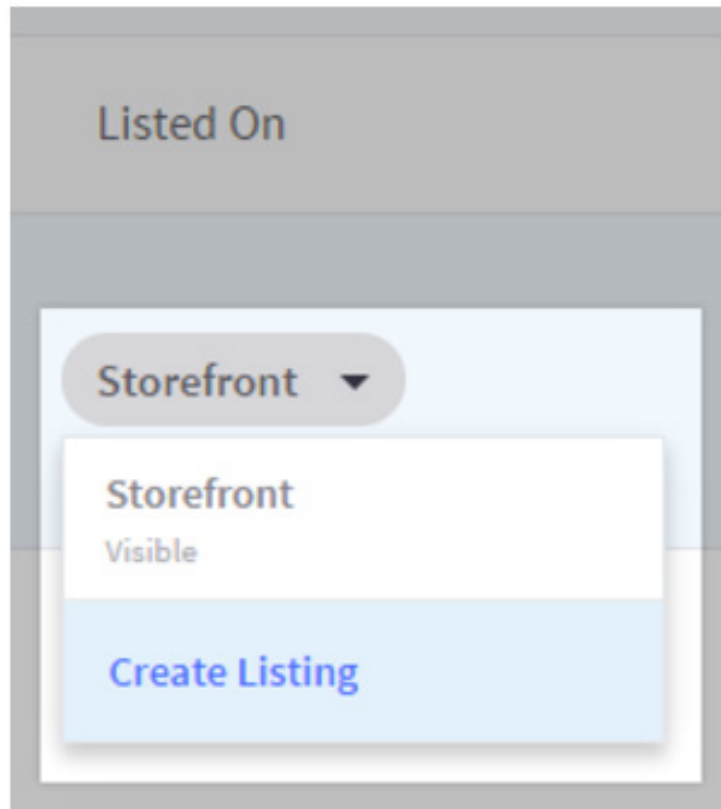 Listed On
Storefront
Storefront
Visible
Create Listing